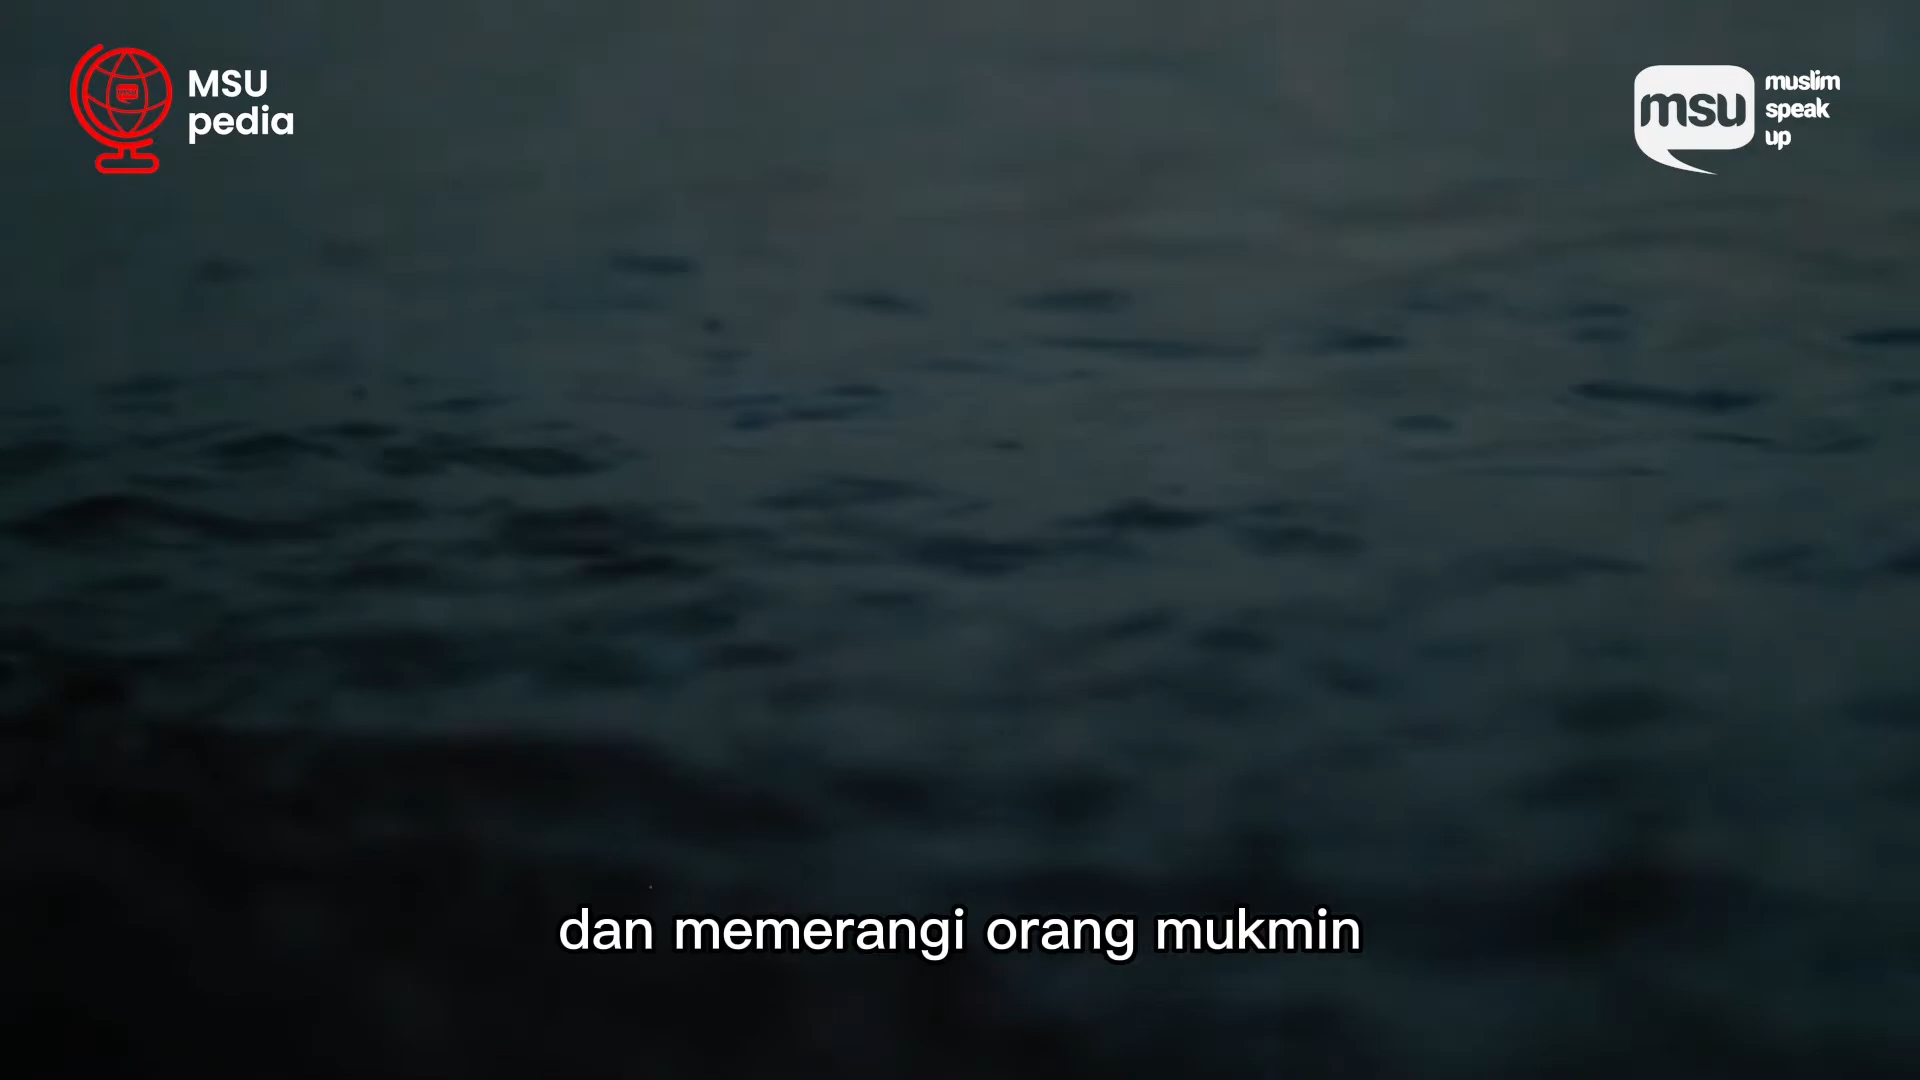 MSU
pedia
msu
muslim
speak
up
dan memerangi orang mukmin